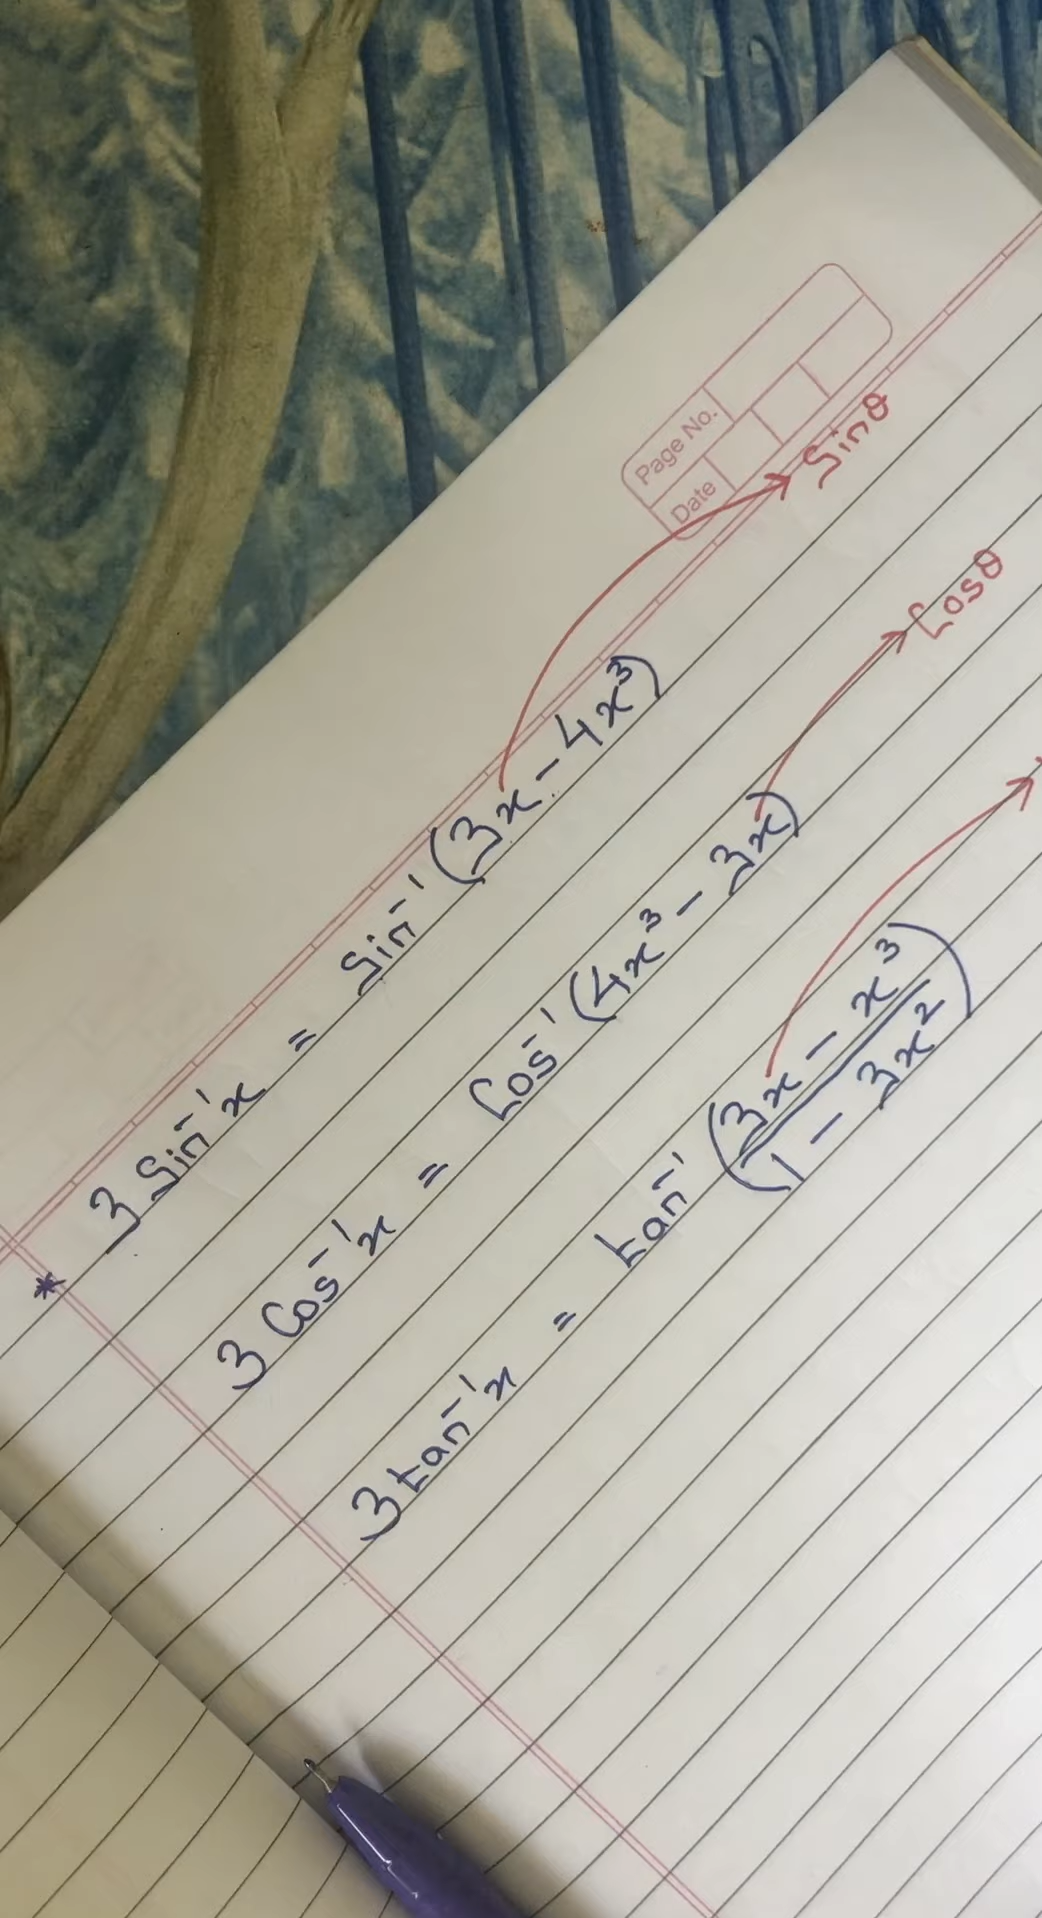 Page No.
Date
* 3 Sin⁻¹x = Sin⁻¹(3x - 4x³) → Sinθ
3 Cos⁻¹x = Cos⁻¹(4x³ - 3x) → Cosθ
3 tan⁻¹x = tan⁻¹((3x - x³)/(1 - 3x²)) →